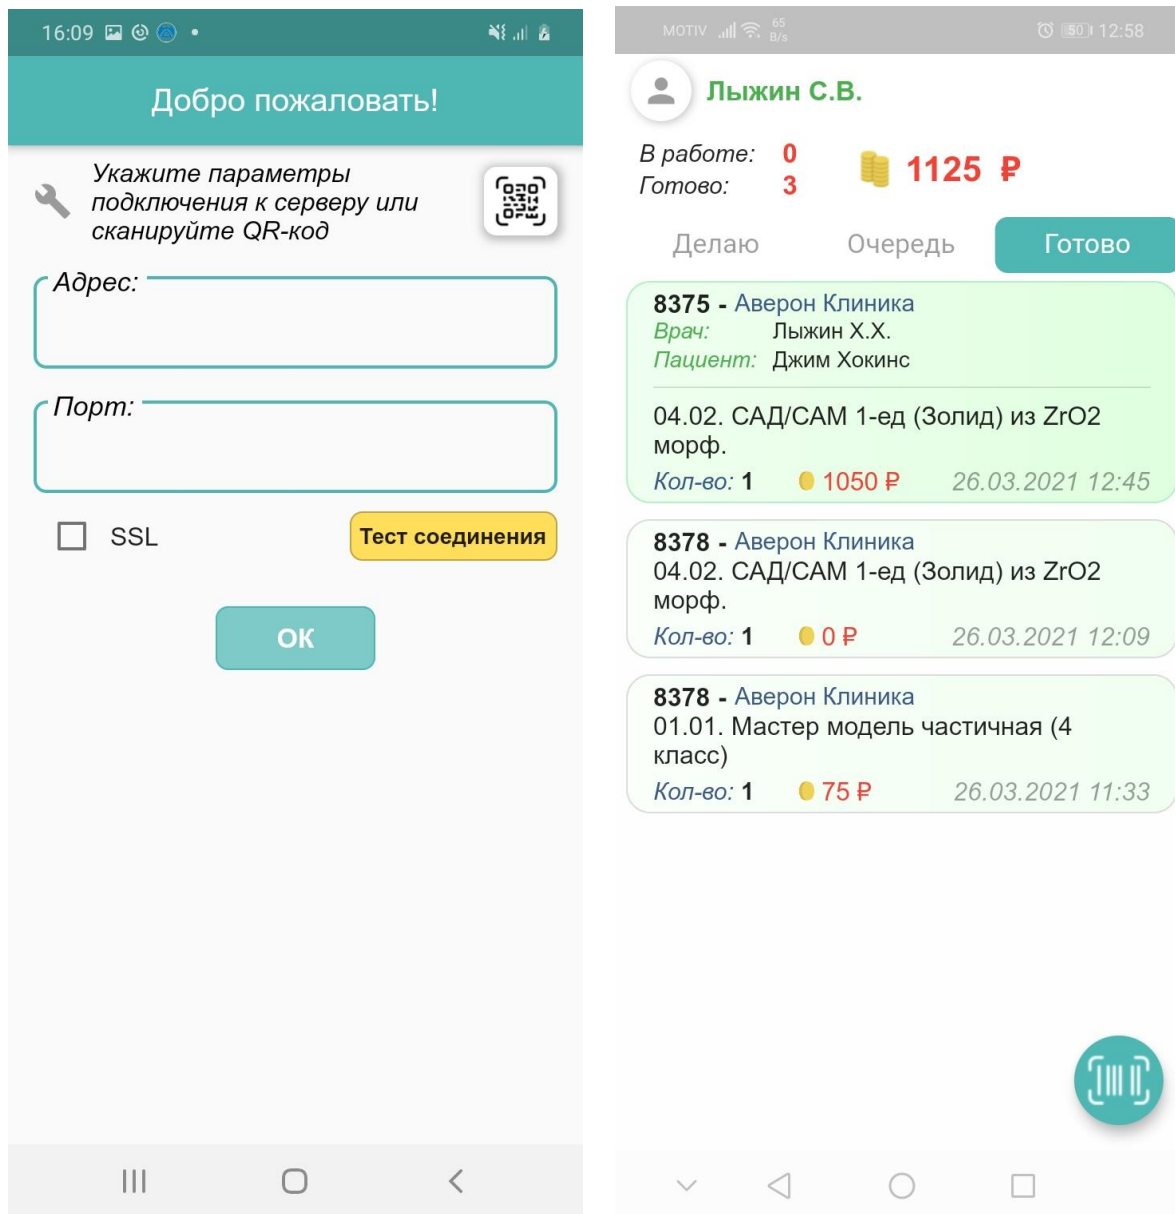 16:09
Добро пожаловать!
Укажите параметры
подключения к серверу или
сканируйте QR-код
Адрес:
Порт:
SSL
Тест соединения
ОК
MOTIV 65 B/s 50 12:58
Лыжин С.В.
В работе: 0
Готово: 3
1125 ₽
Делаю Очередь Готово
8375 - Аверон Клиника
Врач: Лыжин Х.Х.
Пациент: Джим Хокинс
04.02. САД/САМ 1-ед (Золид) из ZrO2
морф.
Кол-во: 1 1050 ₽ 26.03.2021 12:45
8378 - Аверон Клиника
04.02. САД/САМ 1-ед (Золид) из ZrO2
морф.
Кол-во: 1 0 ₽ 26.03.2021 12:09
8378 - Аверон Клиника
01.01. Мастер модель частичная (4
класс)
Кол-во: 1 75 ₽ 26.03.2021 11:33